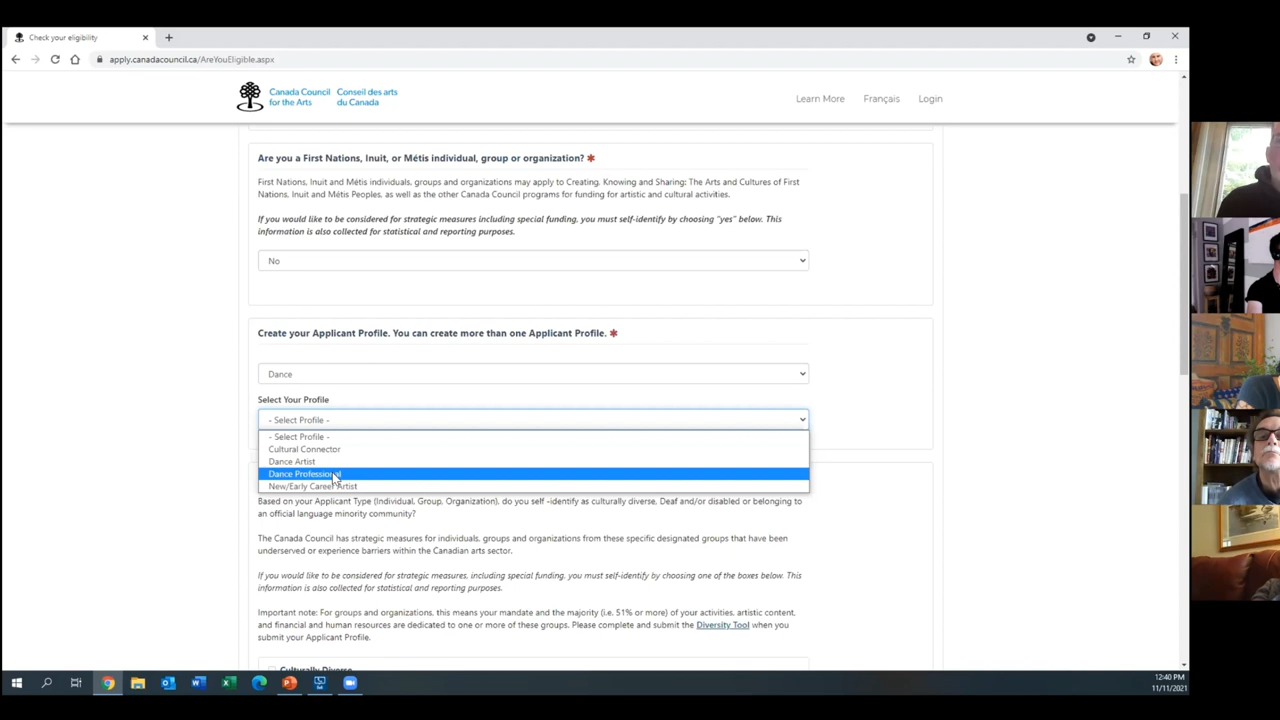 Check your eligibility
apply.canadacouncil.ca/AreYouEligible.aspx
Canada Council for the Arts
Conseil des arts du Canada
Learn More
Français
Login
Are you a First Nations, Inuit, or Métis individual, group or organization? *
First Nations, Inuit and Métis individuals, groups and organizations may apply to Creating, Knowing and Sharing: The Arts and Cultures of First
Nations, Inuit and Métis Peoples, as well as the other Canada Council programs for funding for artistic and cultural activities.
If you would like to be considered for strategic measures including special funding, you must self-identify by choosing "yes" below. This
information is also collected for statistical and reporting purposes.
No
Create your Applicant Profile. You can create more than one Applicant Profile. *
Dance
Select Your Profile
- Select Profile -
- Select Profile -
Cultural Connector
Dance Artist
Dance Professional
New/Early Career Artist
Based on your Applicant Type (Individual, Group, Organization), do you self -identify as culturally diverse, Deaf and/or disabled or belonging to
an official language minority community?
The Canada Council has strategic measures for individuals, groups and organizations from these specific designated groups that have been
underserved or experience barriers within the Canadian arts sector.
If you would like to be considered for strategic measures, including special funding, you must self-identify by choosing one of the boxes below. This
information is also collected for statistical and reporting purposes.
Important note: For groups and organizations, this means your mandate and the majority (i.e. 51% or more) of your activities, artistic content,
and financial and human resources are dedicated to one or more of these groups. Please complete and submit the Diversity Tool when you
submit your Applicant Profile.
Culturally Diverse
12:40 PM
11/11/2021